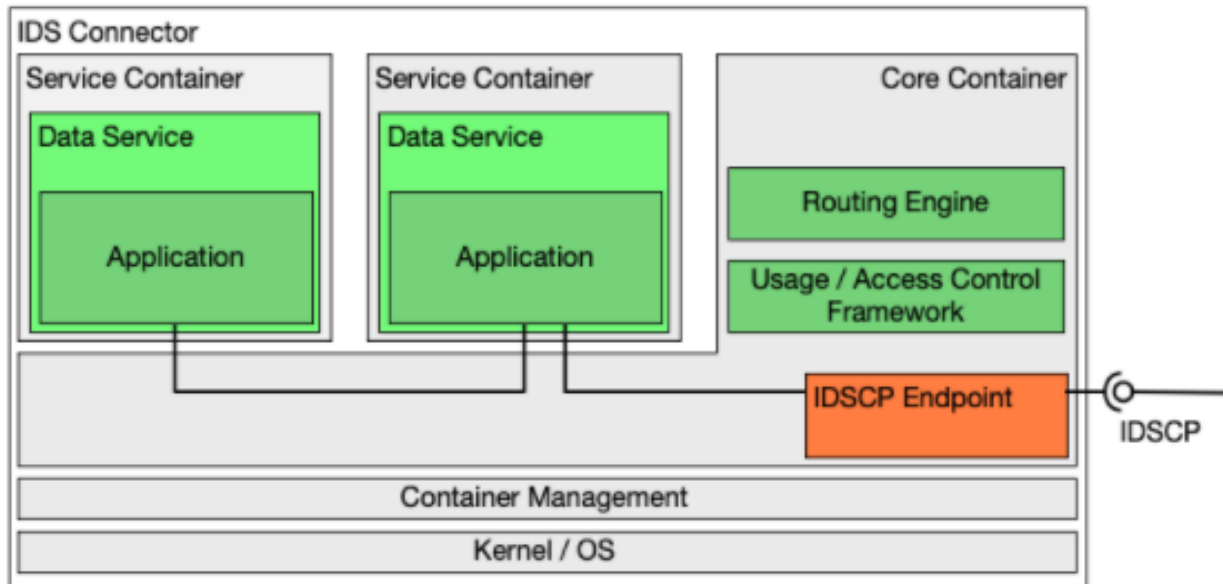 IDS Connector
Service Container
Service Container
Core Container
Data Service
Data Service
Routing Engine
Application
Application
Usage / Access Control
Framework
IDSCP Endpoint
IDSCP
Container Management
Kernel / OS